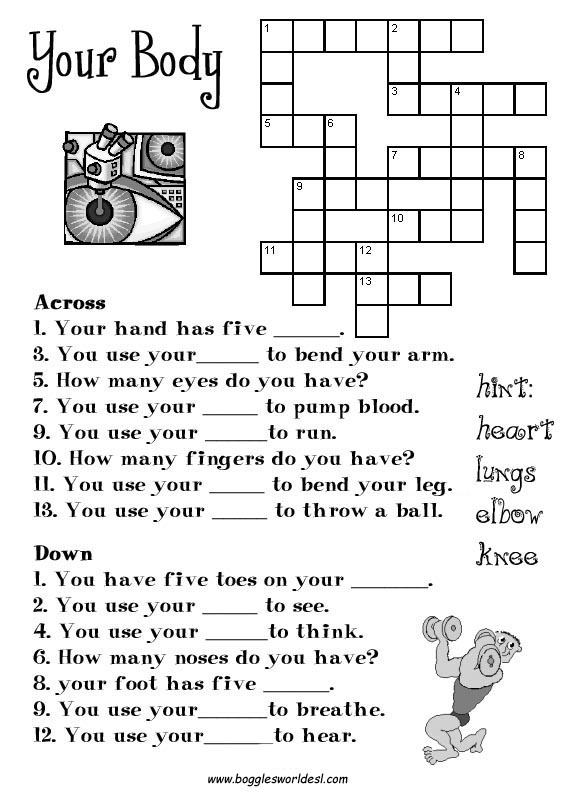 Your Body
1 2
3 4
5 6
7 8
9
10
11 12
13
Across
1. Your hand has five ______.
3. You use your______ to bend your arm.
5. How many eyes do you have?
7. You use your _____ to pump blood.
9. You use your ______to run.
10. How many fingers do you have?
11. You use your _____ to bend your leg.
13. You use your _____ to throw a ball.
hint:
heart
lungs
elbow
knee
Down
1. You have five toes on your _______.
2. You use your _____ to see.
4. You use your _____to think.
6. How many noses do you have?
8. your foot has five ______.
9. You use your______to breathe.
12. You use your______to hear.
www.bogglesworldesl.com